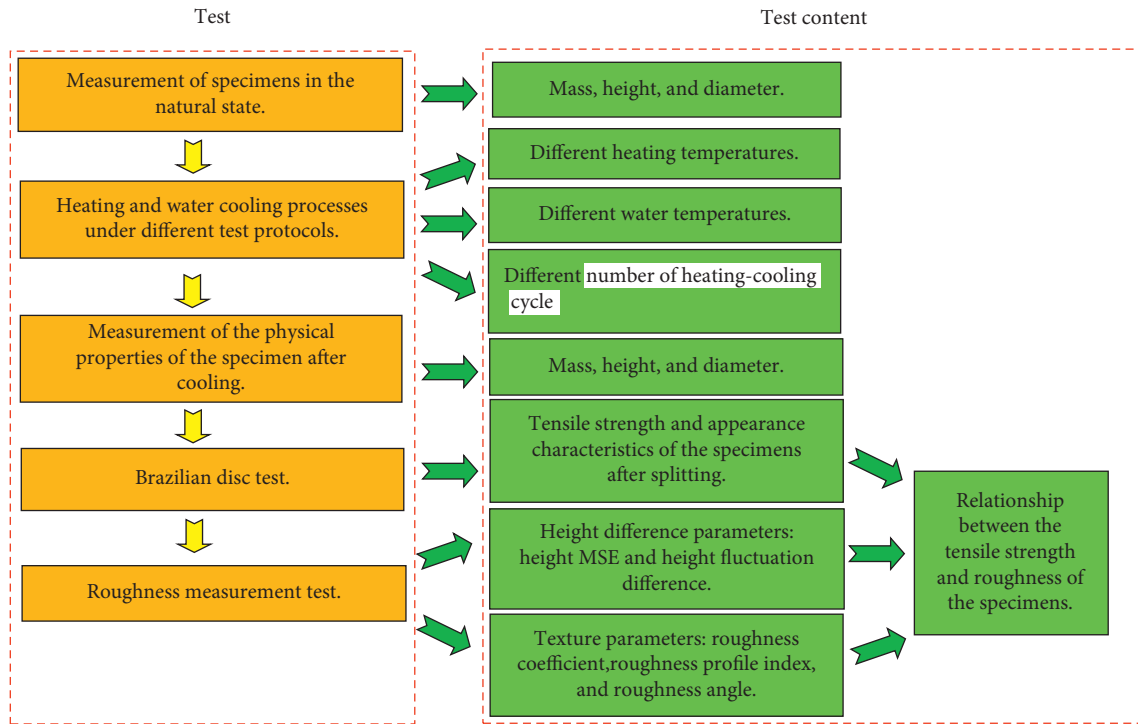 Test
Test content
Measurement of specimens in the
natural state.
Mass, height, and diameter.
Heating and water cooling processes
under different test protocols.
Different heating temperatures.
Different water temperatures.
Different number of heating-cooling
cycle
Measurement of the physical
properties of the specimen after
cooling.
Mass, height, and diameter.
Brazilian disc test.
Tensile strength and appearance
characteristics of the specimens
after splitting.
Roughness measurement test.
Height difference parameters:
height MSE and height fluctuation
difference.
Texture parameters: roughness
coefficient,roughness profile index,
and roughness angle.
Relationship
between the
tensile strength
and roughness of
the specimens.